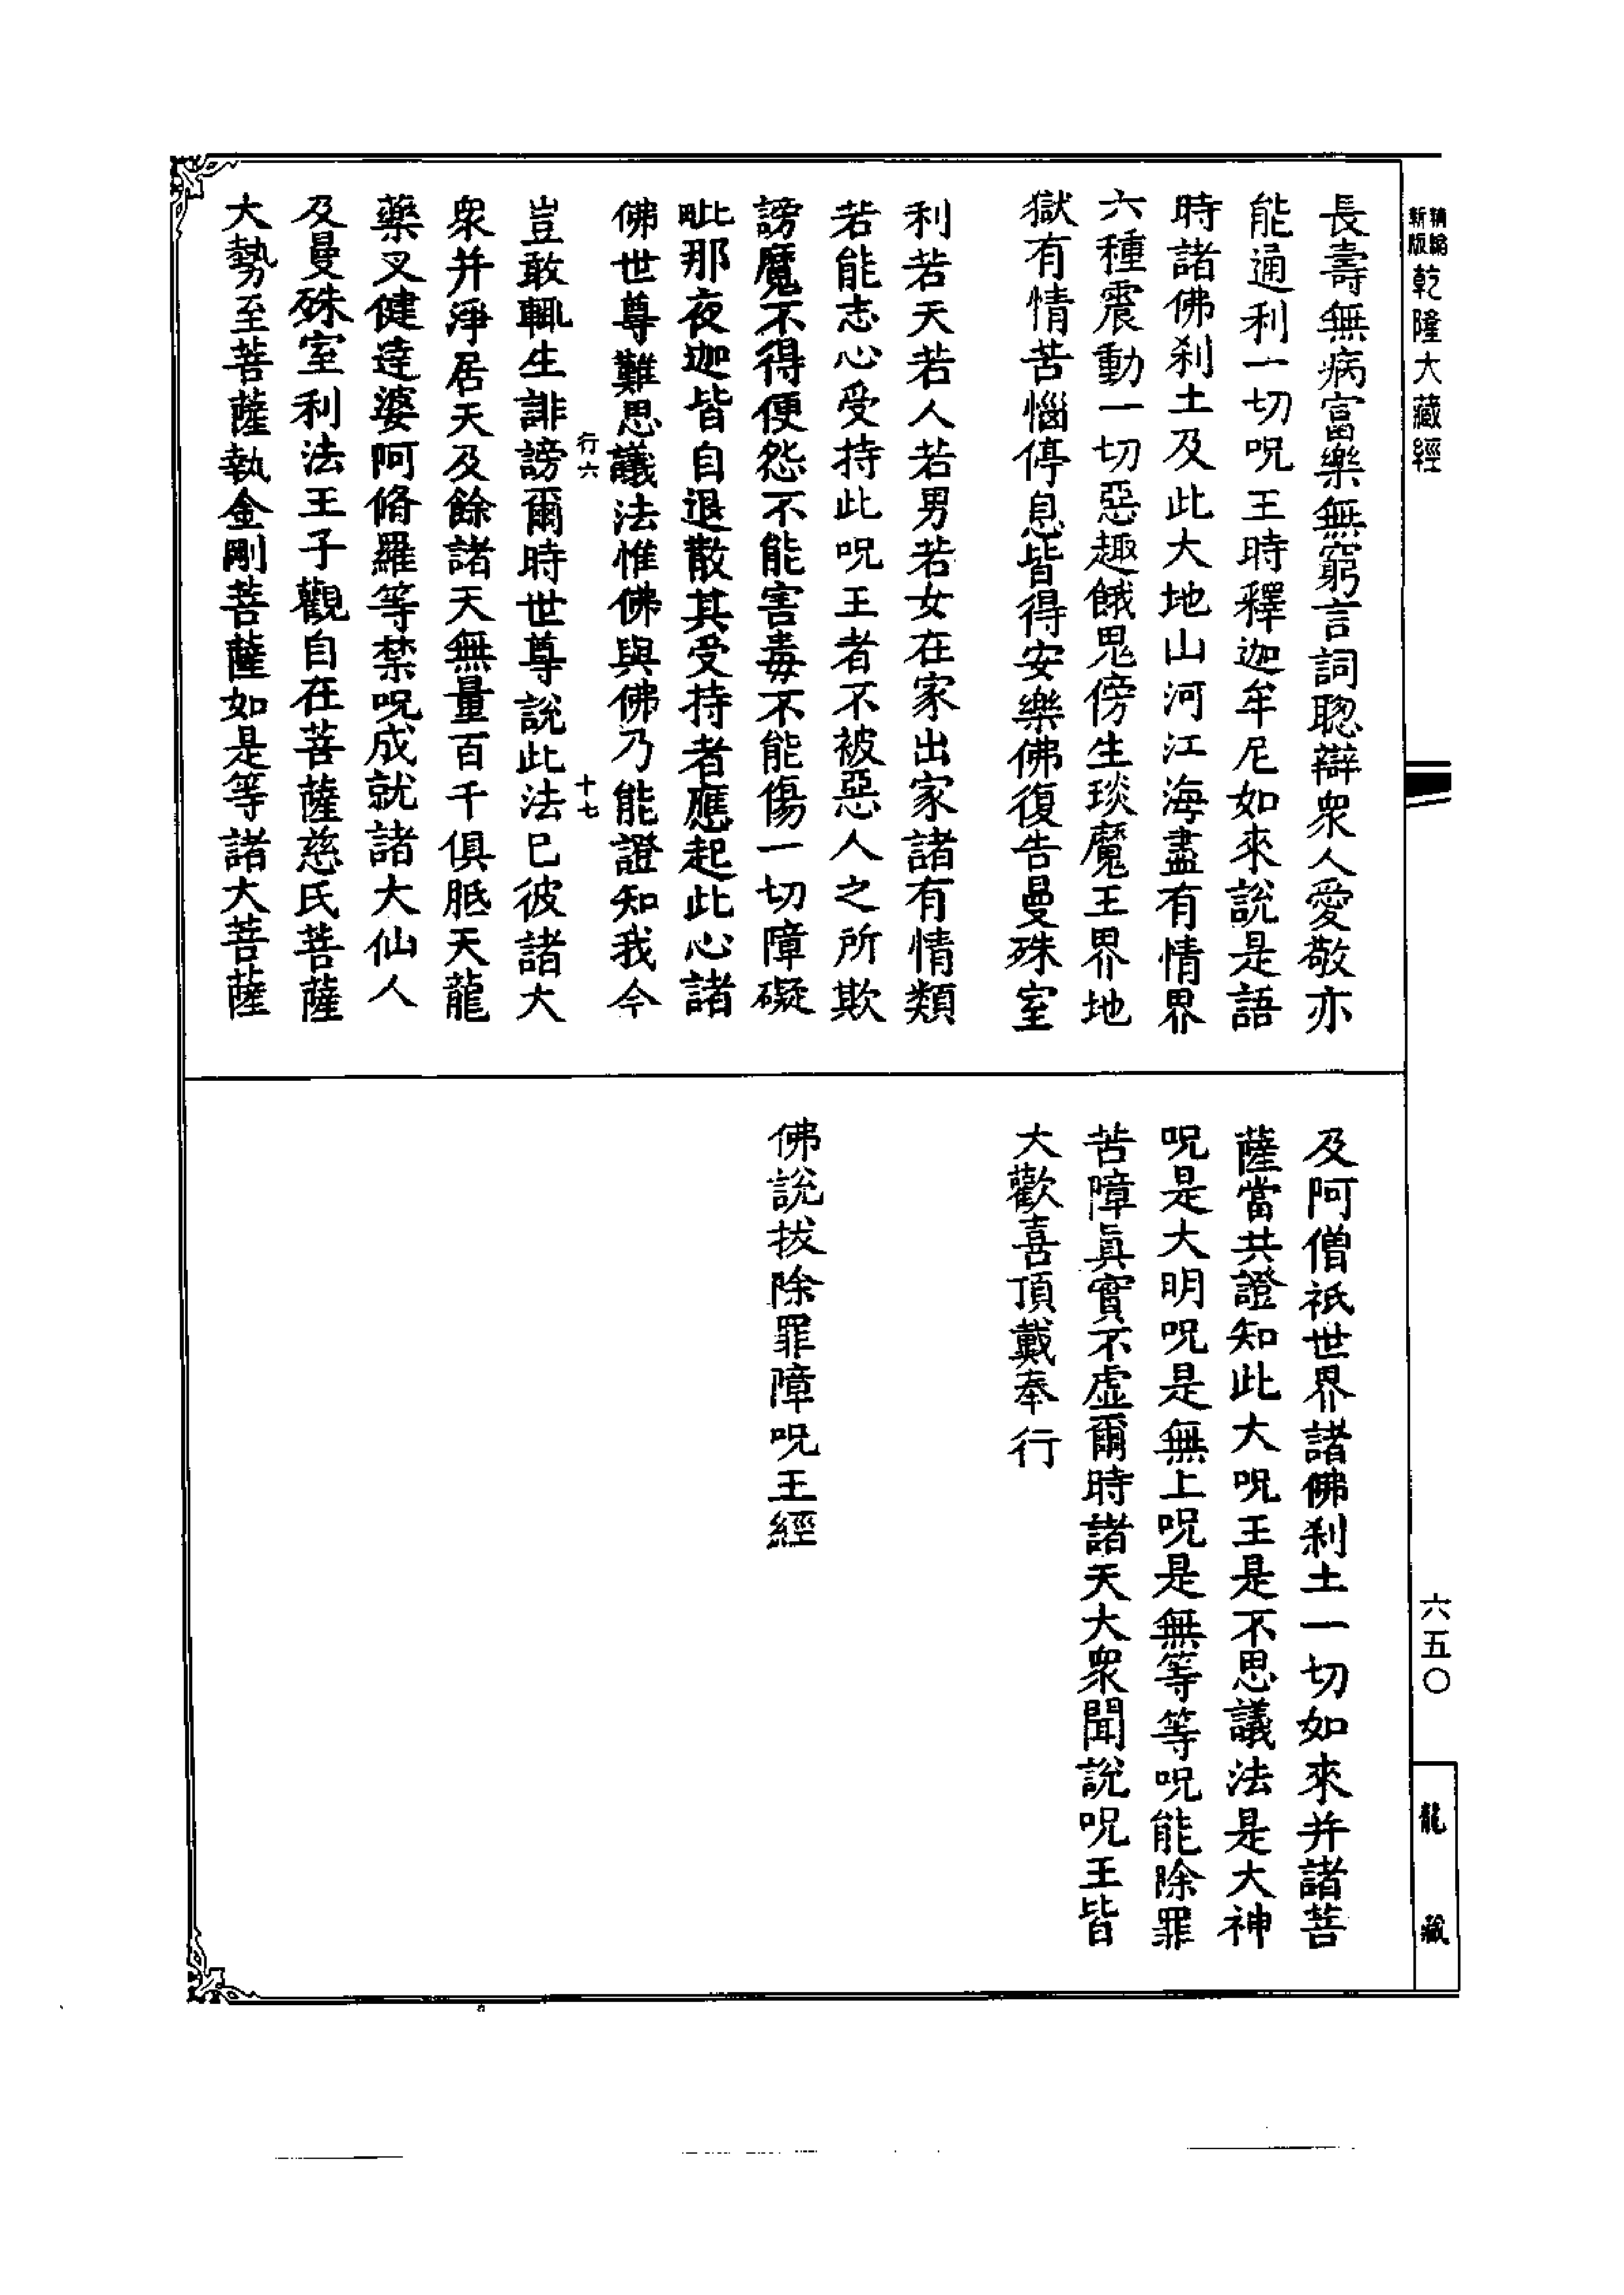 精編
新版
乾隆大藏經
六五〇
龍藏
長壽無病富樂無窮言詞聰辯衆人愛敬亦
能通利一切呪王時釋迦牟尼如來說是語
時諸佛刹土及此大地山河江海盡有情界
六種震動一切惡趣餓鬼傍生琰魔王界地
獄有情苦惱停息皆得安樂佛復告曼殊室
利若天若人若男若女在家出家諸有情類
若能志心受持此呪王者不被惡人之所欺
謗魔不得便怨不能害毒不能傷一切障礙
毗那夜迦皆自退散其受持者應起此心諸
佛世尊難思議法惟佛與佛乃能證知我今
行六
十七
豈敢輒生誹謗爾時世尊說此法已彼諸大
衆并淨居天及餘諸天無量百千俱胝天龍
藥叉健達婆阿脩羅等禁呪成就諸大仙人
及曼殊室利法王子觀自在菩薩慈氏菩薩
大勢至菩薩執金剛菩薩如是等諸大菩薩
及阿僧祇世界諸佛刹土一切如來并諸菩
薩當共證知此大呪王是不思議法是大神
呪是大明呪是無上呪是無等等呪能除罪
苦障眞實不虛爾時諸天大衆聞說呪王皆
大歡喜頂戴奉行
佛說拔除罪障呪王經